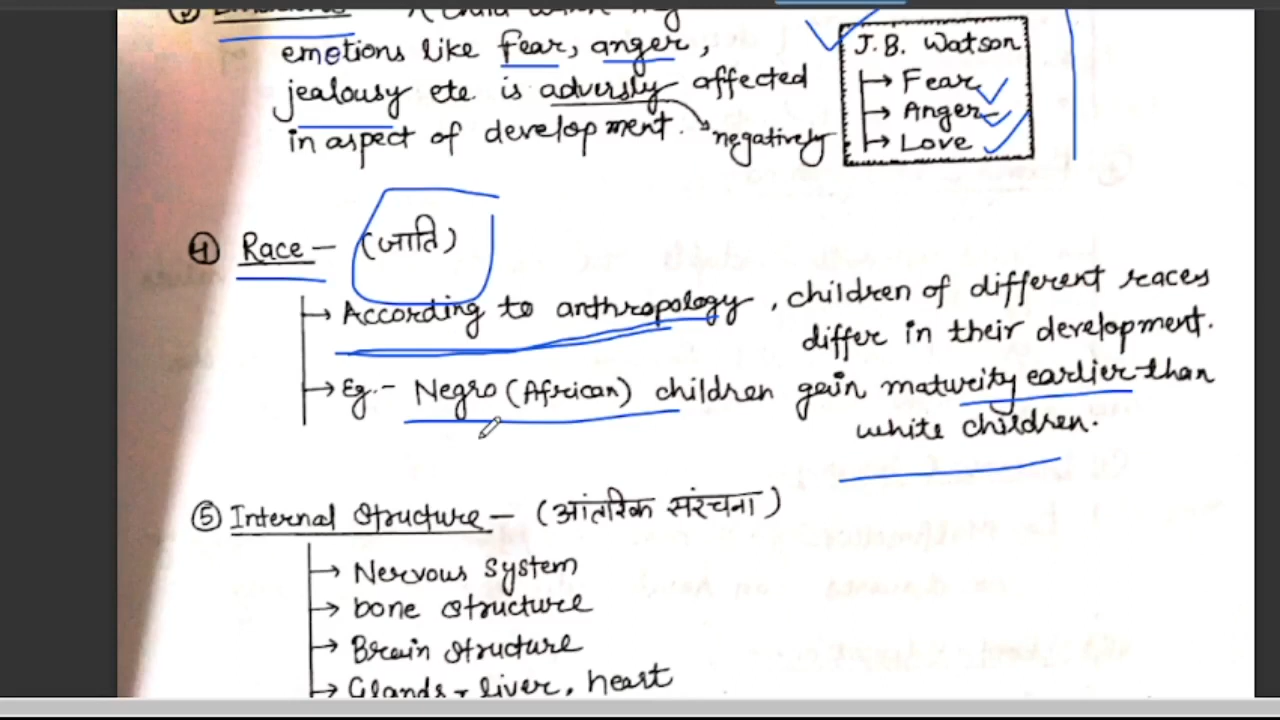 emotions like fear, anger,
jealousy etc is adversly affected
in aspect of development.
negatively
J.B. Watson
→ Fear
→ Anger
→ Love
④ Race - (जाति)
→ According to anthropology, children of different races
differ in their development.
→ Eg.- Negro (African) children gain maturity earlier than
white children.
⑤ Internal Structure - (आंतरिक संरचना)
→ Nervous system
→ bone structure
→ Brain structure
→ Glands, liver, heart